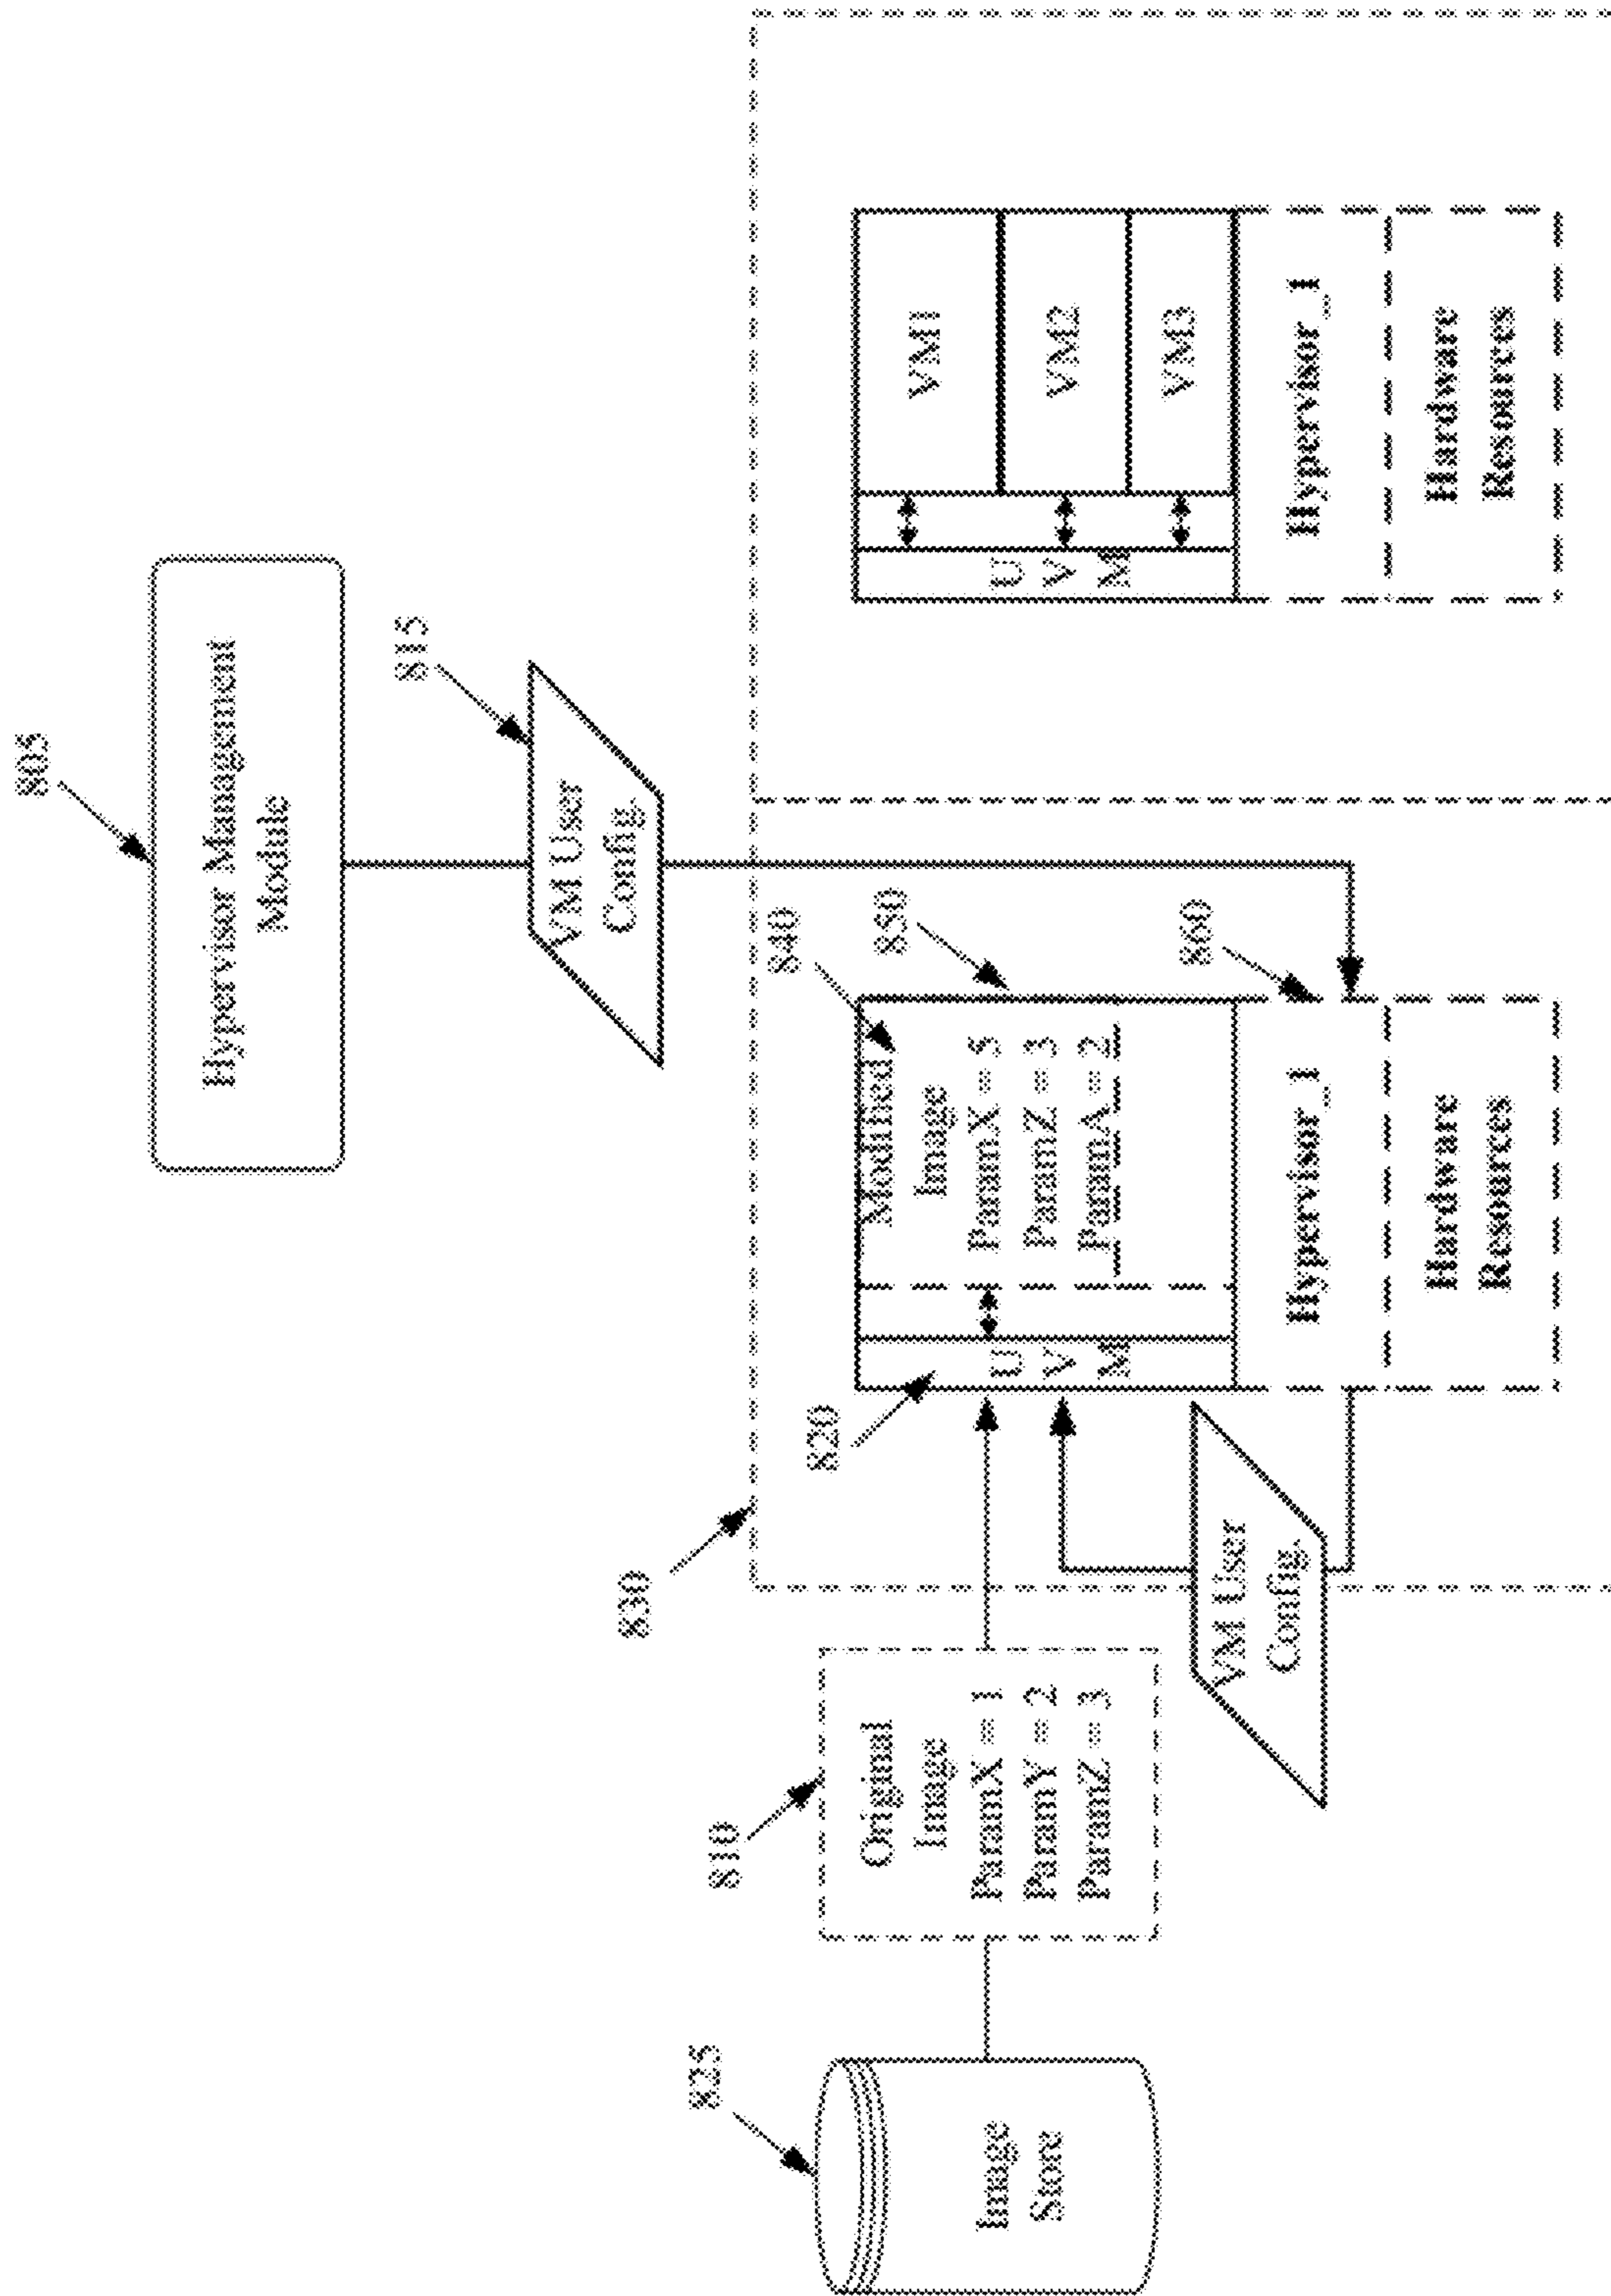 805
Hypervisor Management
Module
815
VM User
Config.
825
Image
Store
810
Original
Image
ParamX = 1
ParamY = 2
ParamZ = 3
830
820
U
V
M
840
Modified
Image
ParamX = 5
ParamZ = 3
ParamA = 2
850
860
Hypervisor_1
Hardware
Resources
VM User
Config.
U
V
M
VM1
VM2
VM3
Hypervisor_1
Hardware
Resources